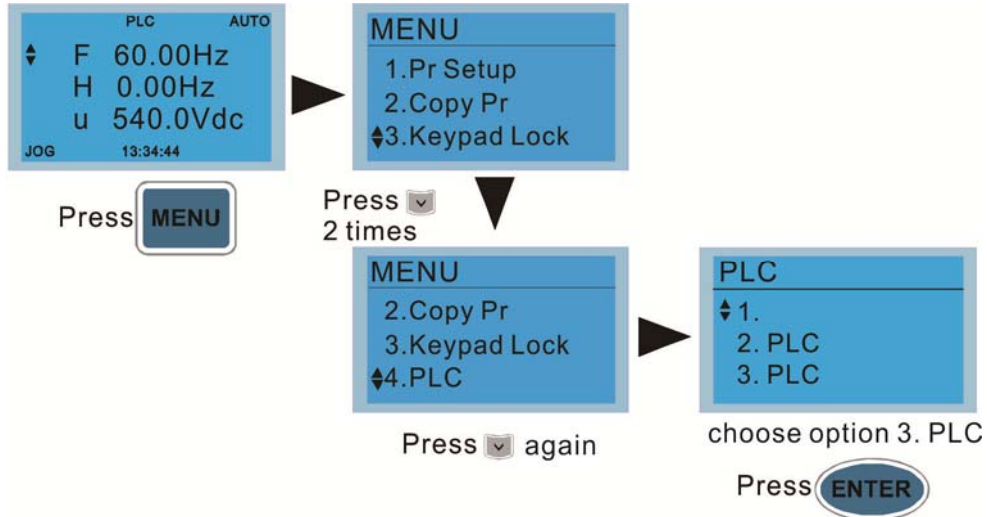 PLC AUTO
F 60.00Hz
H 0.00Hz
u 540.0Vdc
JOG 13:34:44
Press MENU
MENU
1.Pr Setup
2.Copy Pr
3.Keypad Lock
Press
2 times
MENU
2.Copy Pr
3.Keypad Lock
4.PLC
Press again
PLC
1.
2. PLC
3. PLC
choose option 3. PLC
Press ENTER